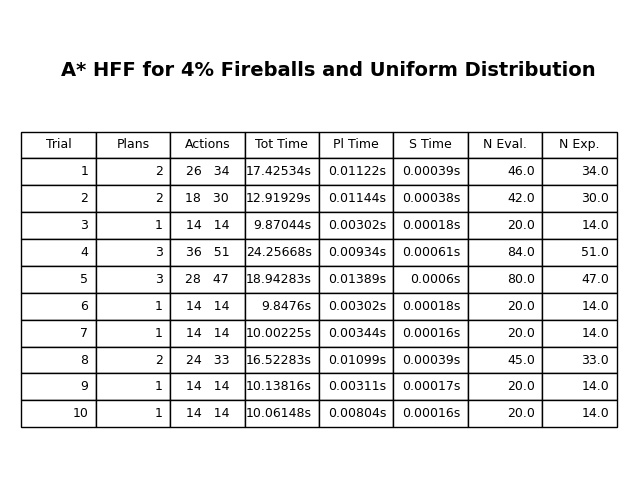 A* HFF for 4% Fireballs and Uniform Distribution
Trial Plans Actions Tot Time Pl Time S Time N Eval. N Exp.
1 2 26 34 17.42534s 0.01122s 0.00039s 46.0 34.0
2 2 18 30 12.91929s 0.01144s 0.00038s 42.0 30.0
3 1 14 14 9.87044s 0.00302s 0.00018s 20.0 14.0
4 3 36 51 24.25668s 0.00934s 0.00061s 84.0 51.0
5 3 28 47 18.94283s 0.01389s 0.0006s 80.0 47.0
6 1 14 14 9.8476s 0.00302s 0.00018s 20.0 14.0
7 1 14 14 10.00225s 0.00344s 0.00016s 20.0 14.0
8 2 24 33 16.52283s 0.01099s 0.00039s 45.0 33.0
9 1 14 14 10.13816s 0.00311s 0.00017s 20.0 14.0
10 1 14 14 10.06148s 0.00804s 0.00016s 20.0 14.0